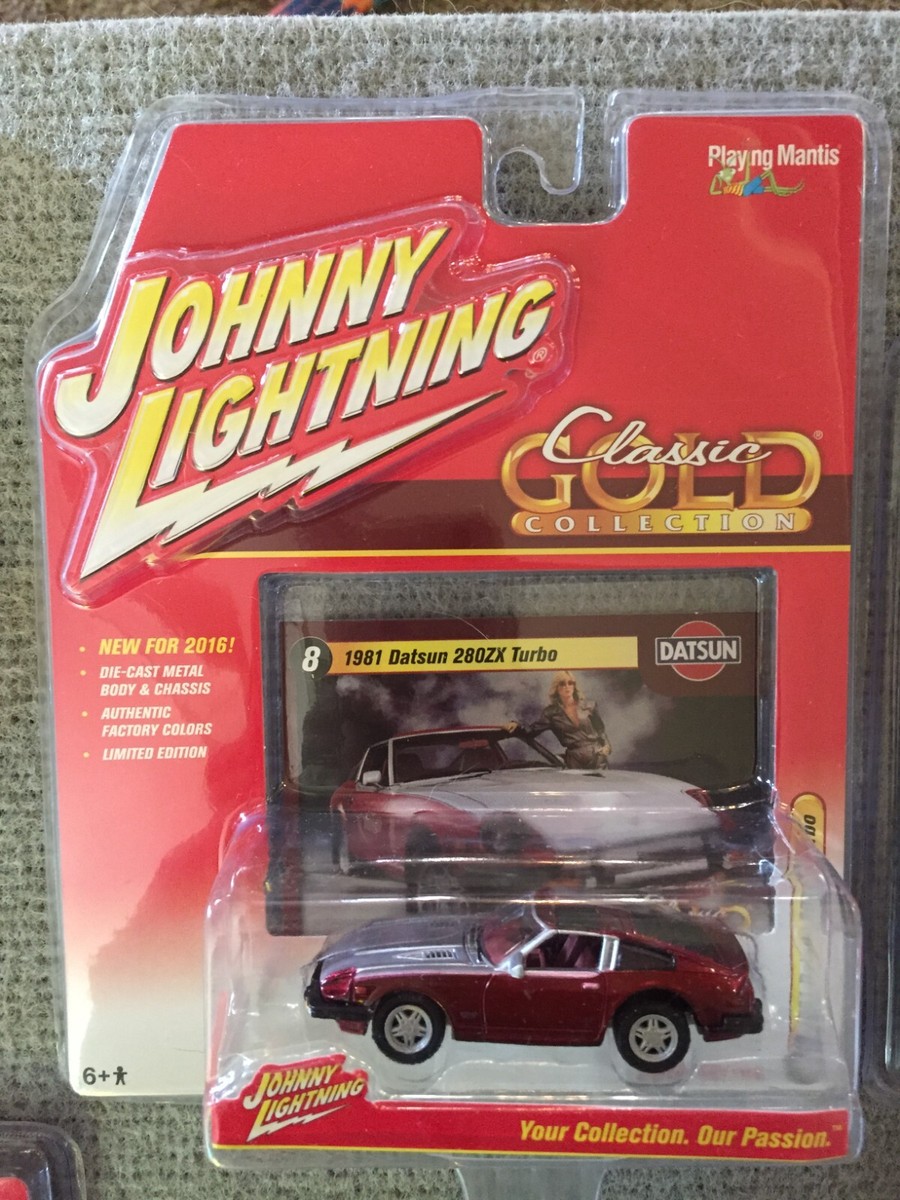 Playing Mantis
JOHNNY
LIGHTNING®
Classic
GOLD®
COLLECTION
• NEW FOR 2016!
• DIE-CAST METAL
BODY & CHASSIS
• AUTHENTIC
FACTORY COLORS
• LIMITED EDITION
8 1981 Datsun 280ZX Turbo
DATSUN
6+
JOHNNY
LIGHTNING
Your Collection. Our Passion.™